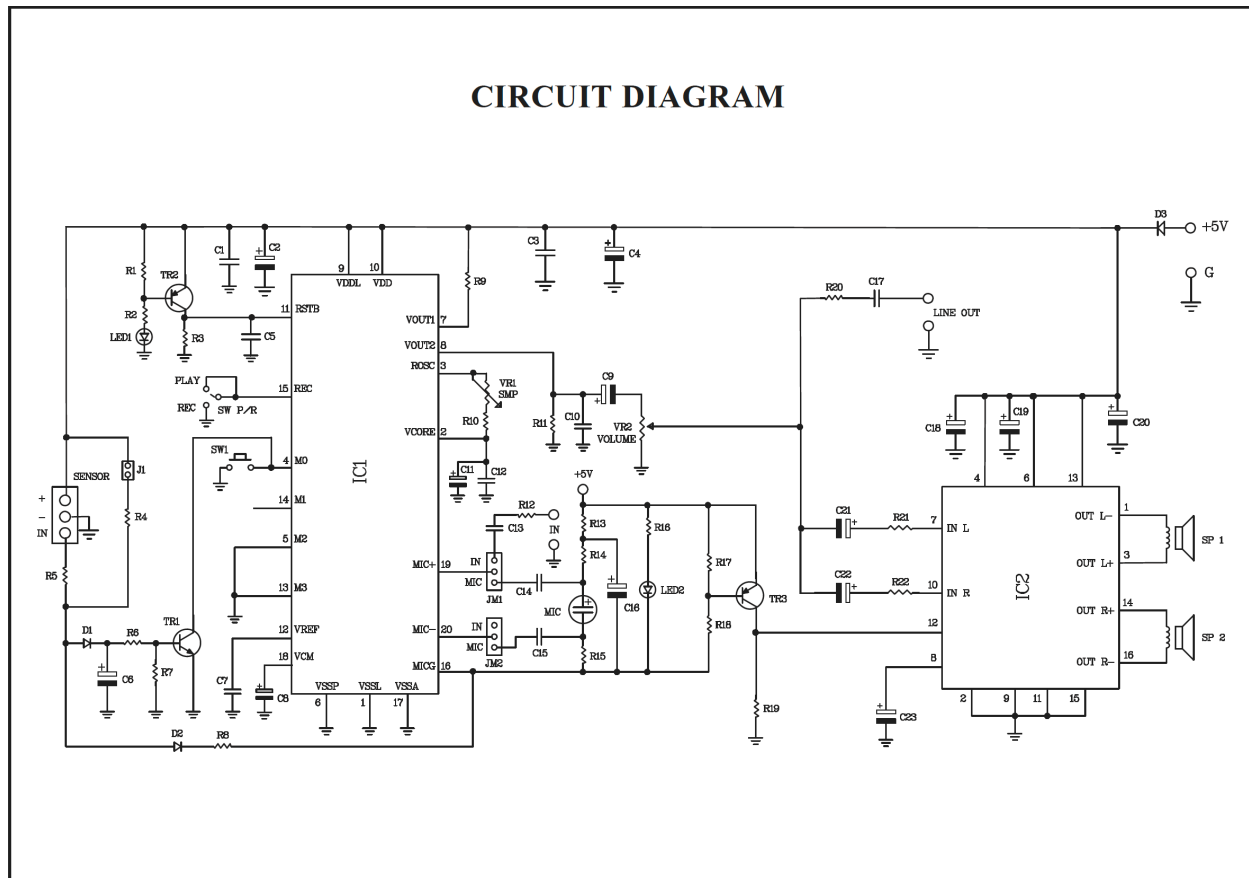 CIRCUIT DIAGRAM
D3
+5V
G
R1
TR2
C1
+ C2
C3
+ C4
9 10
VDDL VDD
R9
R20 C17
LINE OUT
R2
LED1
R3
C5
11 RSTB
VOUT1 7
VOUT2 8
ROSC 3
PLAY
REC
SW P/R
15 REC
VR1
SMP
R10
R11
C10
C9
+
VR2
VOLUME
VCORE 2
+ C18
+ C19
+ C20
SW1
4 M0
IC1
+ C11
C12
SENSOR
J1
+
-
IN
R4
14 M1
5 M2
+5V
R12
C13
IN
R13
R14
R16
R17
4 6 13
C21 +
R21
7 IN L
OUT L- 1
SP 1
OUT L+ 3
R5
MIC+ 19
IN
MIC
JM1
C14
MIC
+
+ C16
LED2
TR3
C22 +
R22
10 IN R
IC2
OUT R+ 14
SP 2
OUT R- 16
13 M3
12 VREF
18 VCM
MIC- 20
IN
MIC
JM2
C15
R15
R18
12
8
D1
R6
TR1
+
C6
R7
C7
+
C8
MICG 16
VSSP VSSL VSSA
6 1 17
R19
+
C23
2 9 11 15
D2 R8